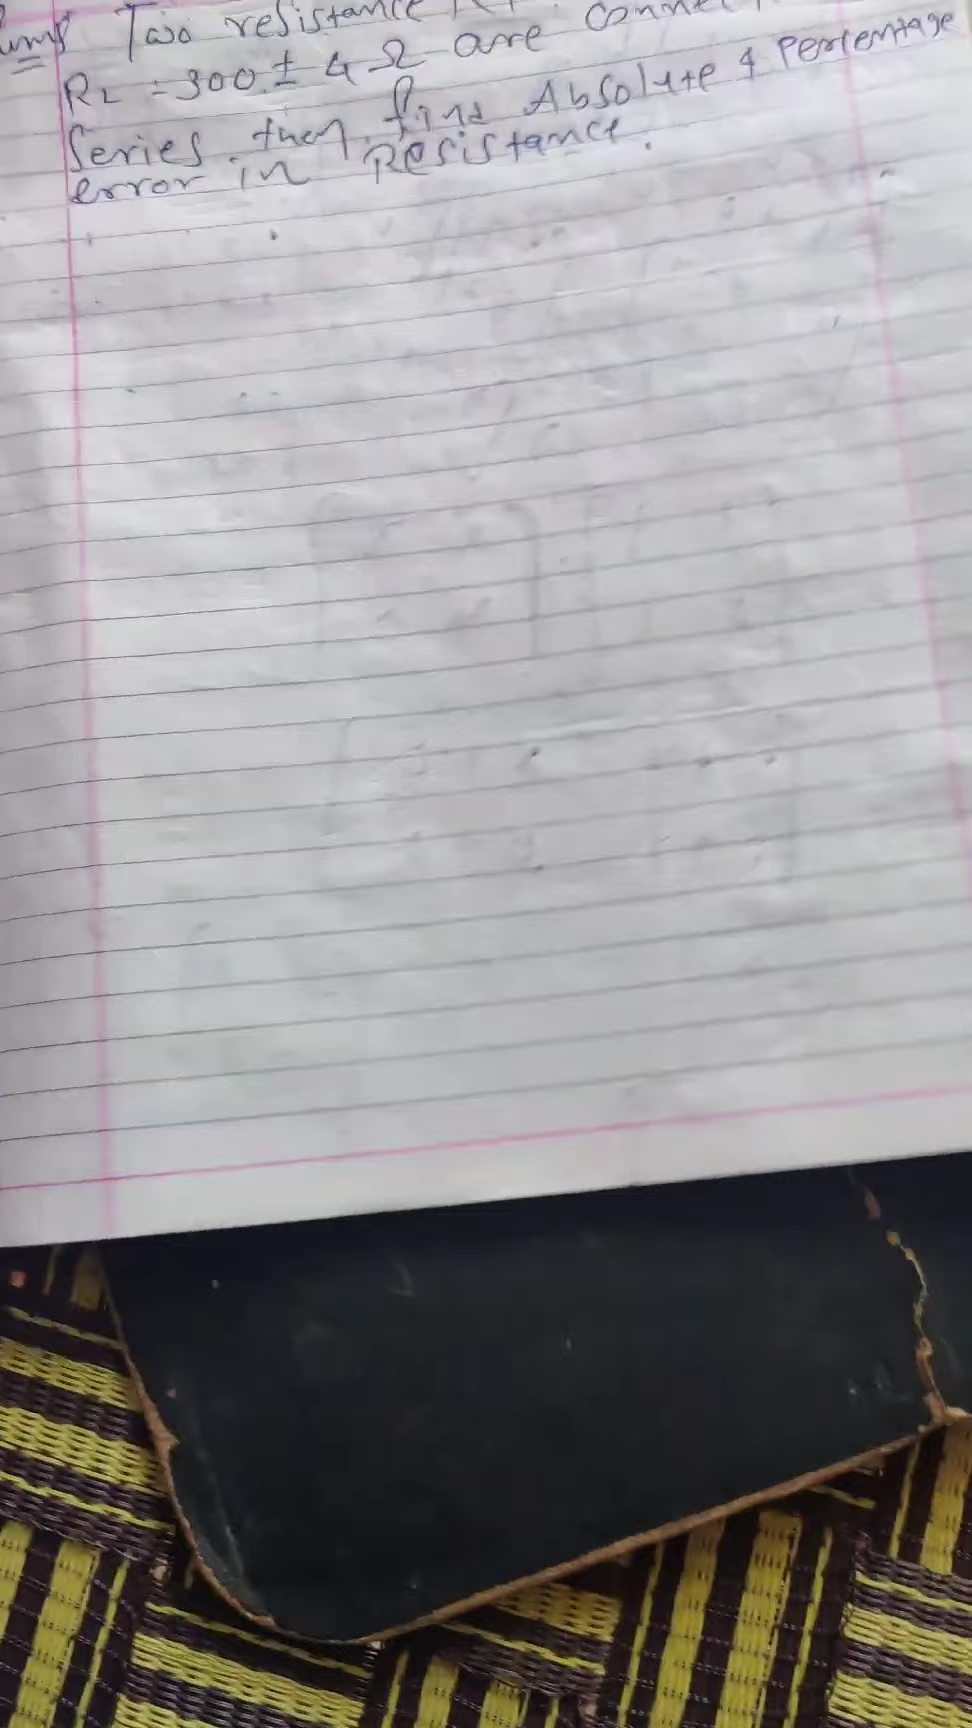 Two resistance
R2 = 300 ± 4 Ω are
Series then find Absolute & Percentage
error in Resistance.